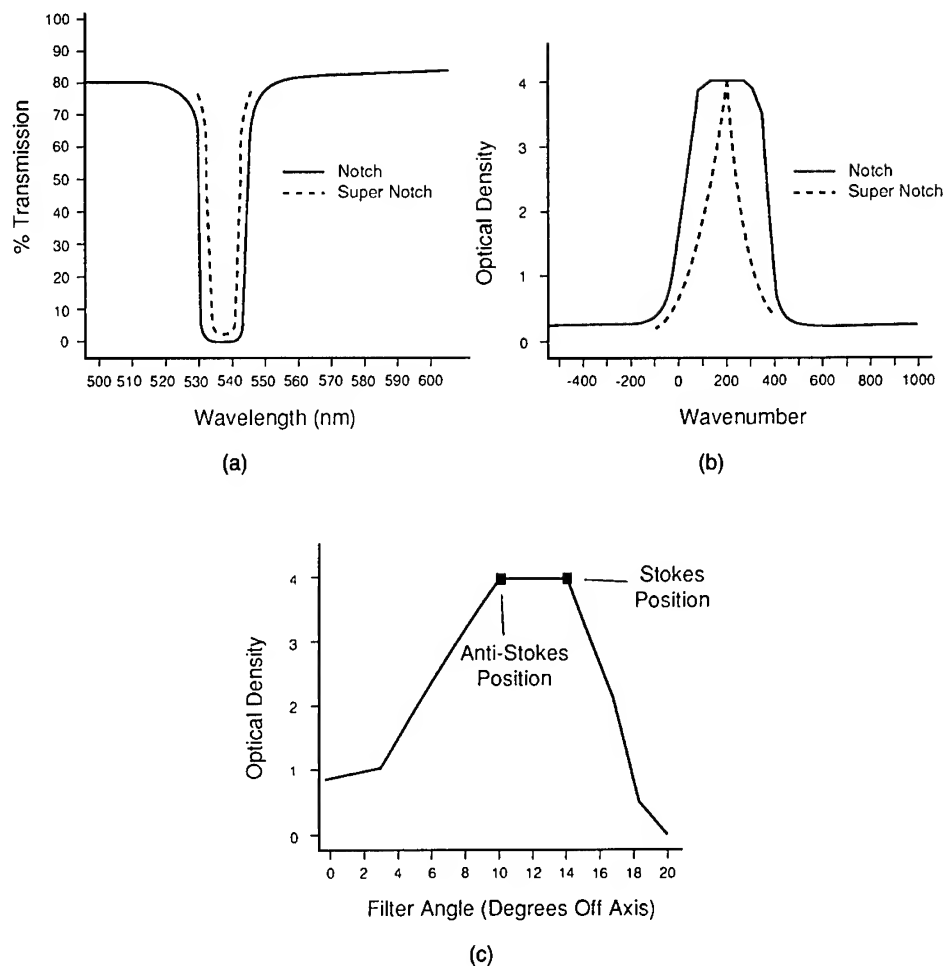 100
90
80
70
60
50
40
30
20
10
0
% Transmission
Notch
Super Notch
500 510 520 530 540 550 560 570 580 590 600
Wavelength (nm)
(a)
4
3
2
1
0
Optical Density
Notch
Super Notch
-400 -200 0 200 400 600 800 1000
Wavenumber
(b)
4
3
2
1
0
Optical Density
Anti-Stokes
Position
Stokes
Position
0 2 4 6 8 10 12 14 16 18 20
Filter Angle (Degrees Off Axis)
(c)